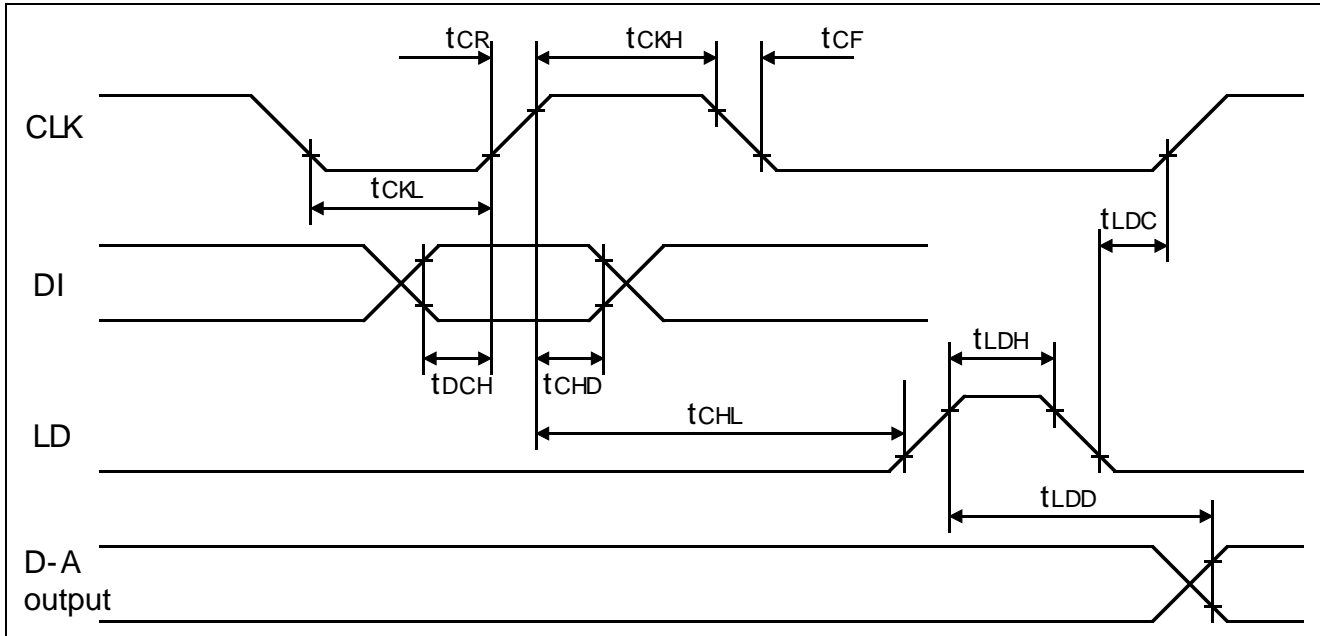 tCR
tCKH
tCF
CLK
tCKL
tLDC
DI
tLDH
tDCH
tCHD
tCHL
LD
tLDD
D-A
output